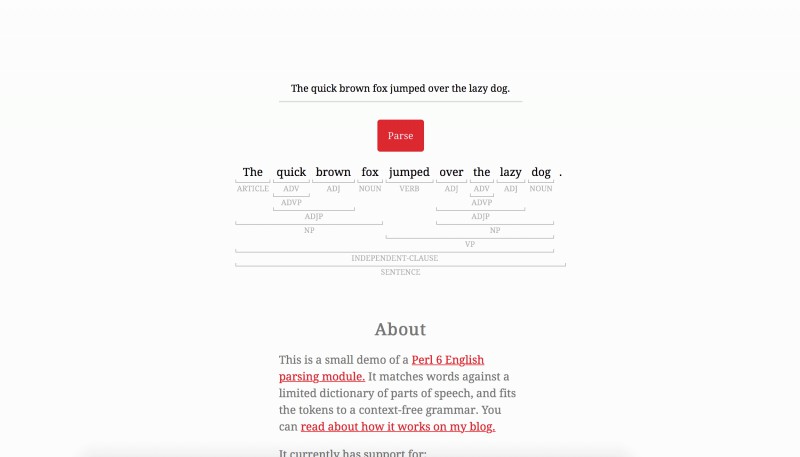 The quick brown fox jumped over the lazy dog.
Parse
The quick brown fox jumped over the lazy dog .
ARTICLE ADV ADJ NOUN VERB ADJ ADV ADJ NOUN
ADVP ADVP
ADJP ADJP
NP NP
VP
INDEPENDENT-CLAUSE
SENTENCE
About
This is a small demo of a Perl 6 English
parsing module. It matches words against a
limited dictionary of parts of speech, and fits
the tokens to a context-free grammar. You
can read about how it works on my blog.
It currently has support for: